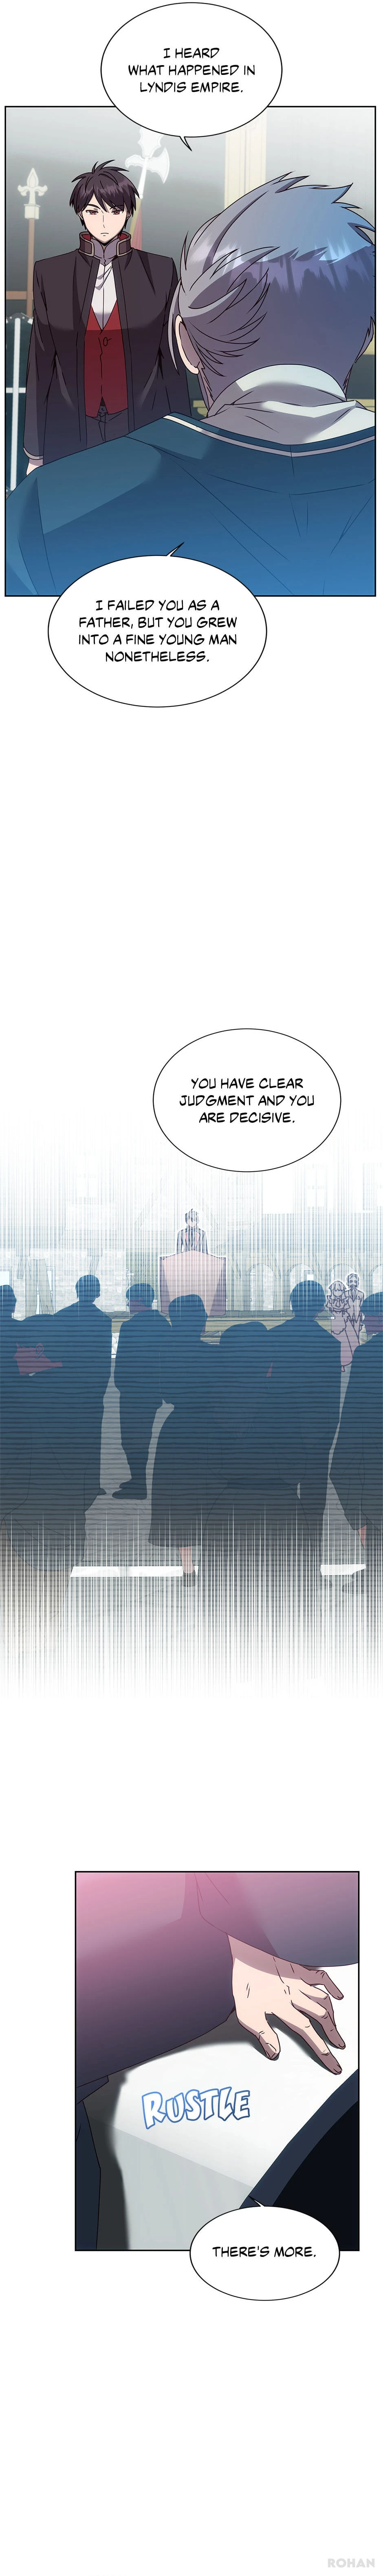 I HEARD
WHAT HAPPENED IN
LYNDIS EMPIRE.
I FAILED YOU AS A
FATHER, BUT YOU GREW
INTO A FINE YOUNG MAN
NONETHELESS.
YOU HAVE CLEAR
JUDGMENT AND YOU
ARE DECISIVE.
RUSTLE
THERE'S MORE.
ROHAN